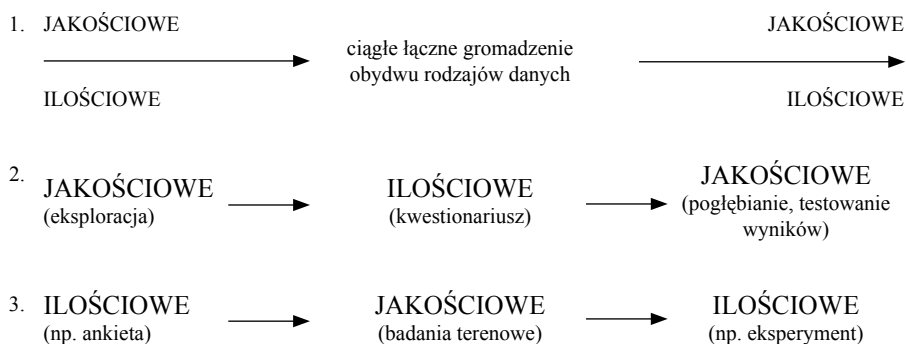 1. JAKOŚCIOWE
ciągłe łączne gromadzenie
obydwu rodzajów danych
JAKOŚCIOWE
ILOŚCIOWE
ILOŚCIOWE
2. JAKOŚCIOWE
(eksploracja)
ILOŚCIOWE
(kwestionariusz)
JAKOŚCIOWE
(pogłębianie, testowanie
wyników)
3. ILOŚCIOWE
(np. ankieta)
JAKOŚCIOWE
(badania terenowe)
ILOŚCIOWE
(np. eksperyment)